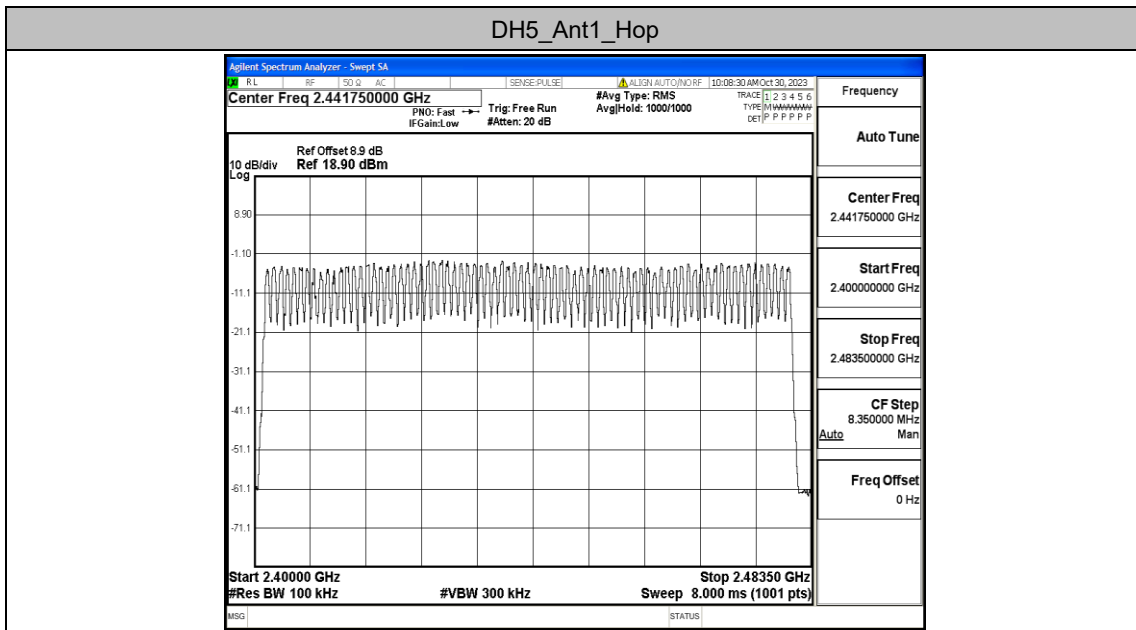 DH5_Ant1_Hop
Agilent Spectrum Analyzer - Swept SA
RL RF 50 Ω AC SENSE:PULSE ALIGN AUTO/NO RF 10:08:30 AM Oct 30, 2023
Center Freq 2.441750000 GHz
PNO: Fast
IFGain:Low
Trig: Free Run
#Atten: 20 dB
#Avg Type: RMS
Avg|Hold: 1000/1000
TRACE 1 2 3 4 5 6
TYPE M
DET P P P P P P
Ref Offset 8.9 dB
10 dB/div Ref 18.90 dBm
Log
8.90
-1.10
-11.1
-21.1
-31.1
-41.1
-51.1
-61.1
-71.1
Start 2.40000 GHz Stop 2.48350 GHz
#Res BW 100 kHz #VBW 300 kHz Sweep 8.000 ms (1001 pts)
MSG STATUS
Frequency
Auto Tune
Center Freq
2.441750000 GHz
Start Freq
2.400000000 GHz
Stop Freq
2.483500000 GHz
CF Step
8.350000 MHz
Auto Man
Freq Offset
0 Hz